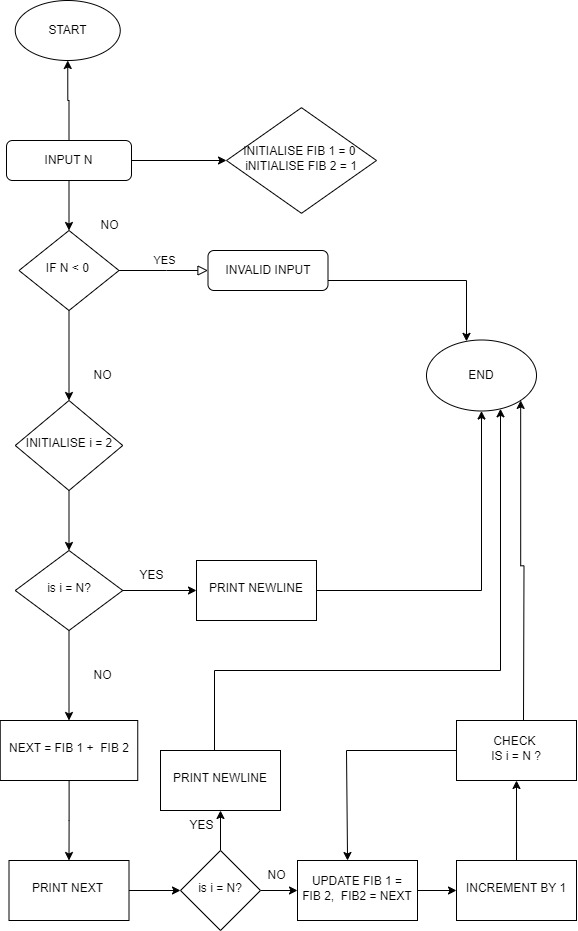 START
INPUT N
INITIALISE FIB 1 = 0
iNITIALISE FIB 2 = 1
NO
IF N < 0
YES
INVALID INPUT
END
NO
INITIALISE i = 2
is i = N?
YES
PRINT NEWLINE
NO
NEXT = FIB 1 + FIB 2
PRINT NEWLINE
CHECK
IS i = N ?
YES
PRINT NEXT
is i = N?
NO
UPDATE FIB 1 =
FIB 2, FIB2 = NEXT
INCREMENT BY 1